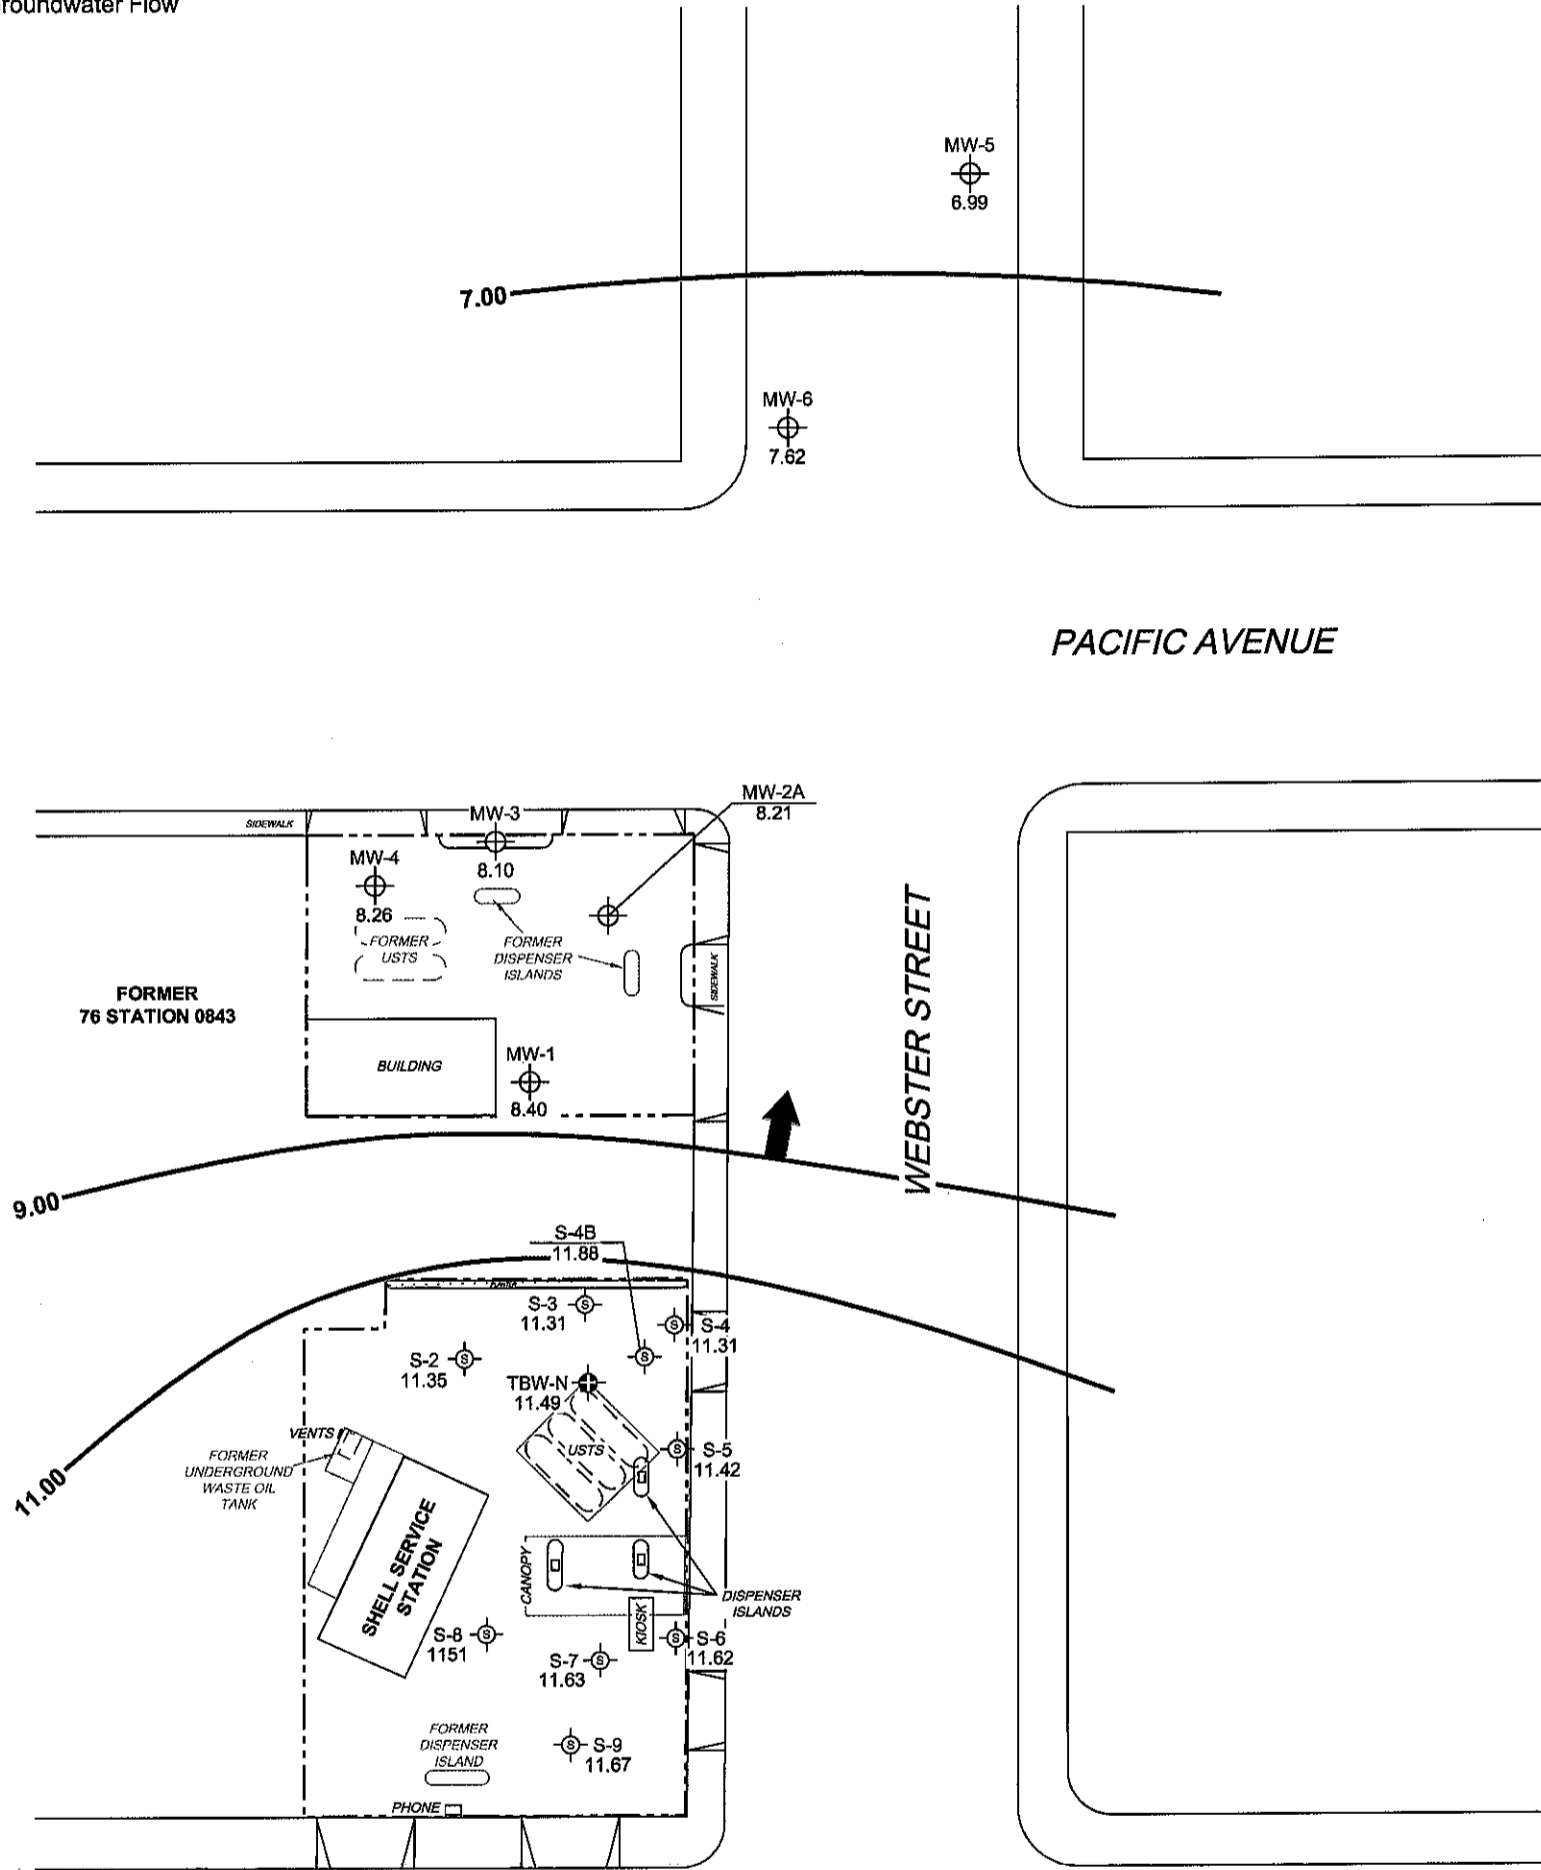 Groundwater Flow
MW-5
6.99
7.00
MW-6
7.62
PACIFIC AVENUE
MW-2A
8.21
SIDEWALK
MW-3
8.10
MW-4
8.26
FORMER
USTS
FORMER
DISPENSER
ISLANDS
SIDEWALK
WEBSTER STREET
FORMER
76 STATION 0843
BUILDING
MW-1
8.40
9.00
S-4B
11.88
PLANTER
S-3
11.31
S-4
11.31
S-2
11.35
TBW-N
11.49
VENTS
USTS
S-5
11.42
FORMER
UNDERGROUND
WASTE OIL
TANK
11.00
SHELL SERVICE
STATION
CANOPY
DISPENSER
ISLANDS
KIOSK
S-8
1151
S-6
11.62
S-7
11.63
FORMER
DISPENSER
ISLAND
S-9
11.67
PHONE